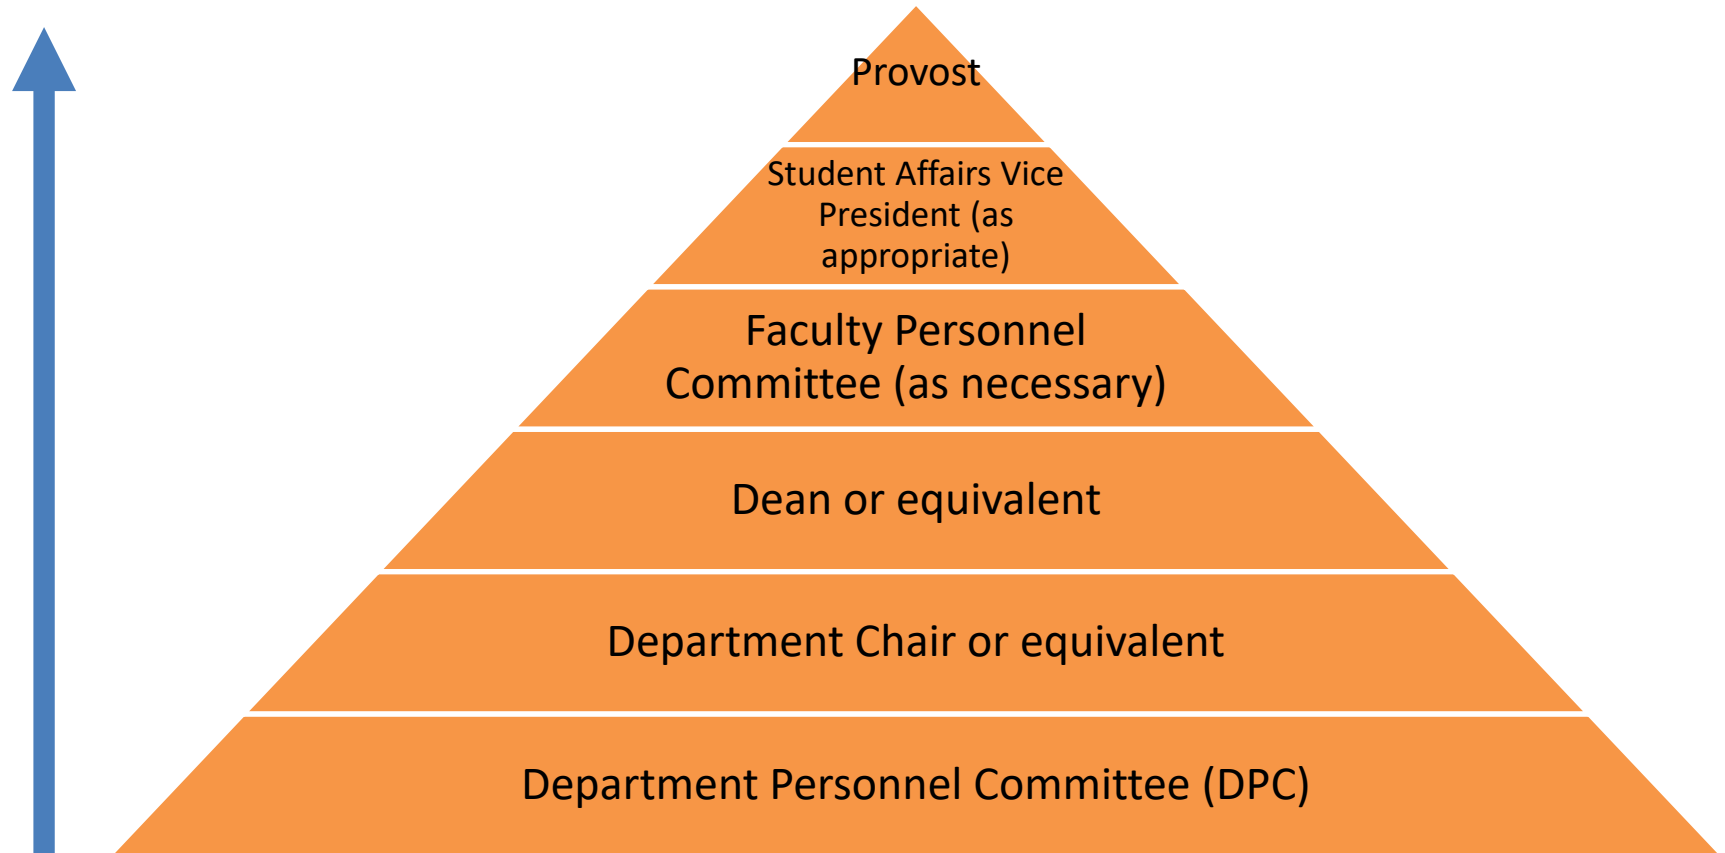 Provost
Student Affairs Vice
President (as
appropriate)
Faculty Personnel
Committee (as necessary)
Dean or equivalent
Department Chair or equivalent
Department Personnel Committee (DPC)